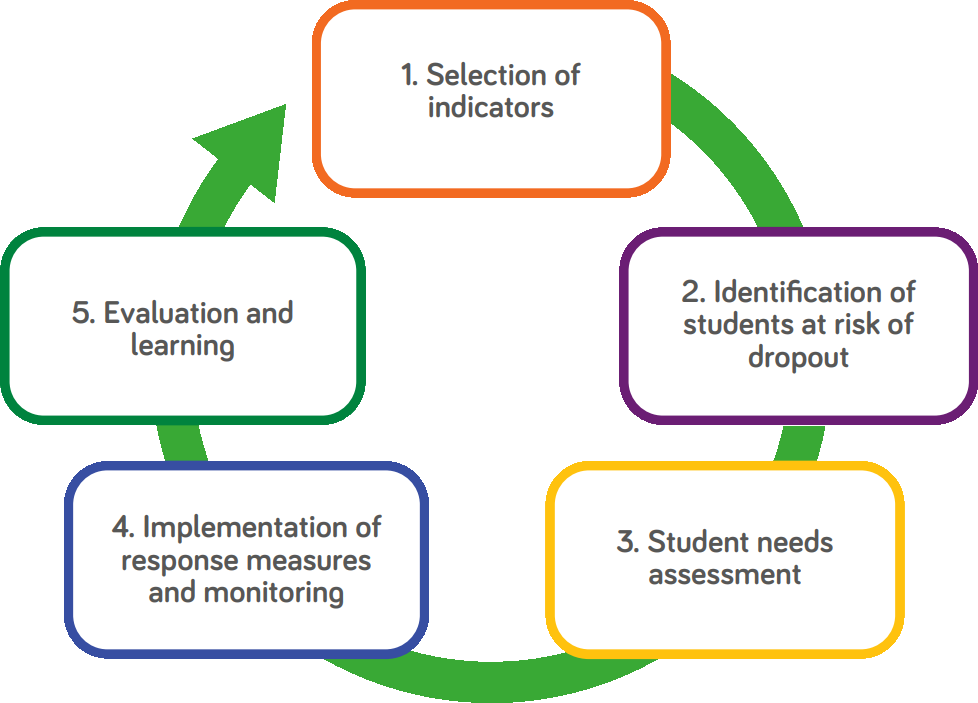 1. Selection of
indicators
2. Identification of
students at risk of
dropout
3. Student needs
assessment
4. Implementation of
response measures
and monitoring
5. Evaluation and
learning